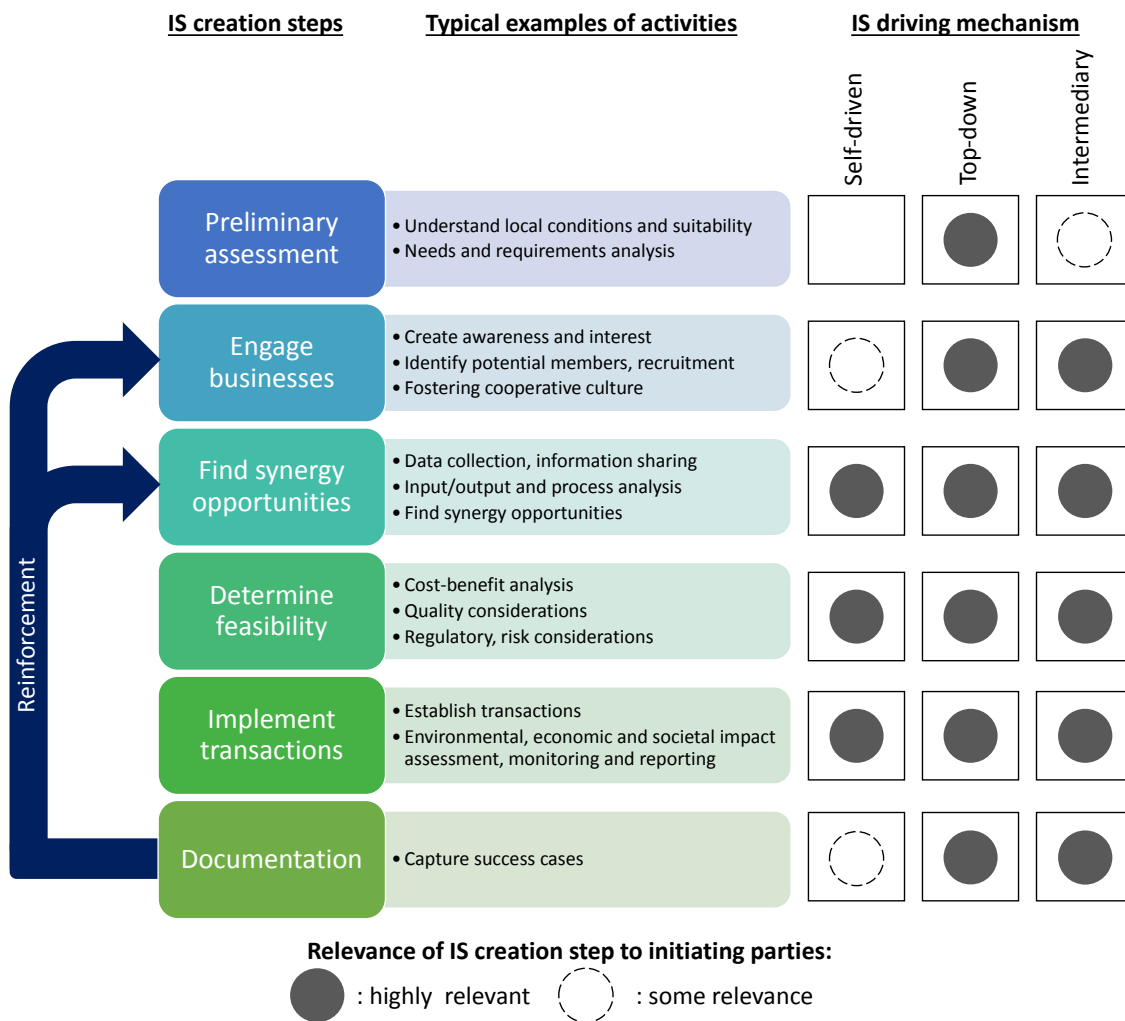 IS creation steps
Typical examples of activities
IS driving mechanism
Self-driven
Top-down
Intermediary
Preliminary
assessment
• Understand local conditions and suitability
• Needs and requirements analysis
Engage
businesses
• Create awareness and interest
• Identify potential members, recruitment
• Fostering cooperative culture
Find synergy
opportunities
• Data collection, information sharing
• Input/output and process analysis
• Find synergy opportunities
Determine
feasibility
• Cost-benefit analysis
• Quality considerations
• Regulatory, risk considerations
Implement
transactions
• Establish transactions
• Environmental, economic and societal impact
assessment, monitoring and reporting
Documentation
• Capture success cases
Reinforcement
Relevance of IS creation step to initiating parties:
: highly relevant
: some relevance